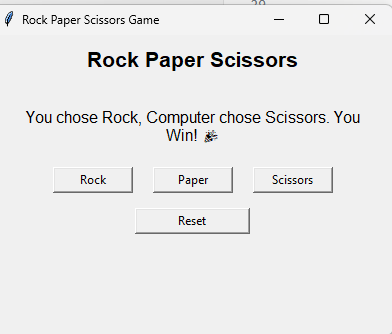 Rock Paper Scissors Game
Rock Paper Scissors
You chose Rock, Computer chose Scissors. You
Win! 🎉
Rock Paper Scissors
Reset